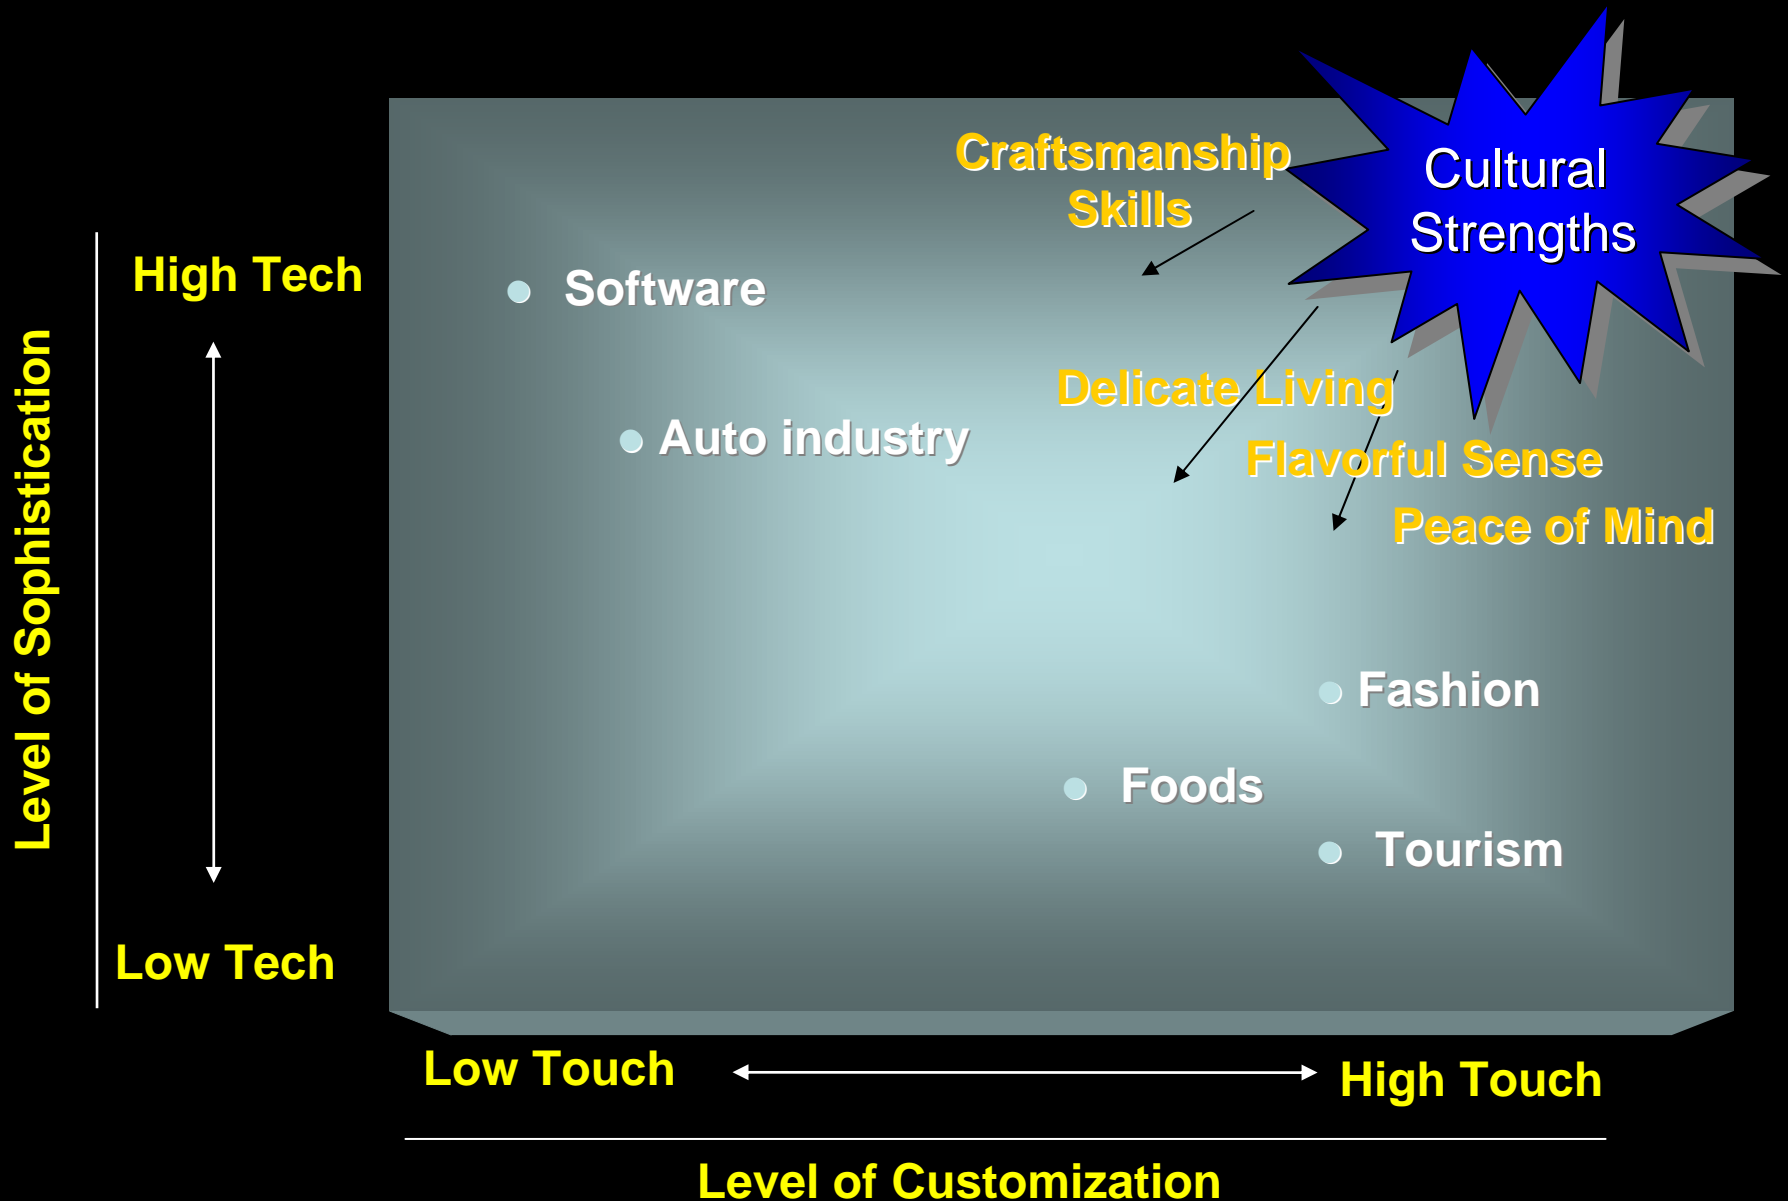 Craftsmanship
Skills
Cultural
Strengths
High Tech
Software
Delicate Living
Auto industry
Flavorful Sense
Peace of Mind
Level of Sophistication
Fashion
Foods
Tourism
Low Tech
Low Touch
High Touch
Level of Customization